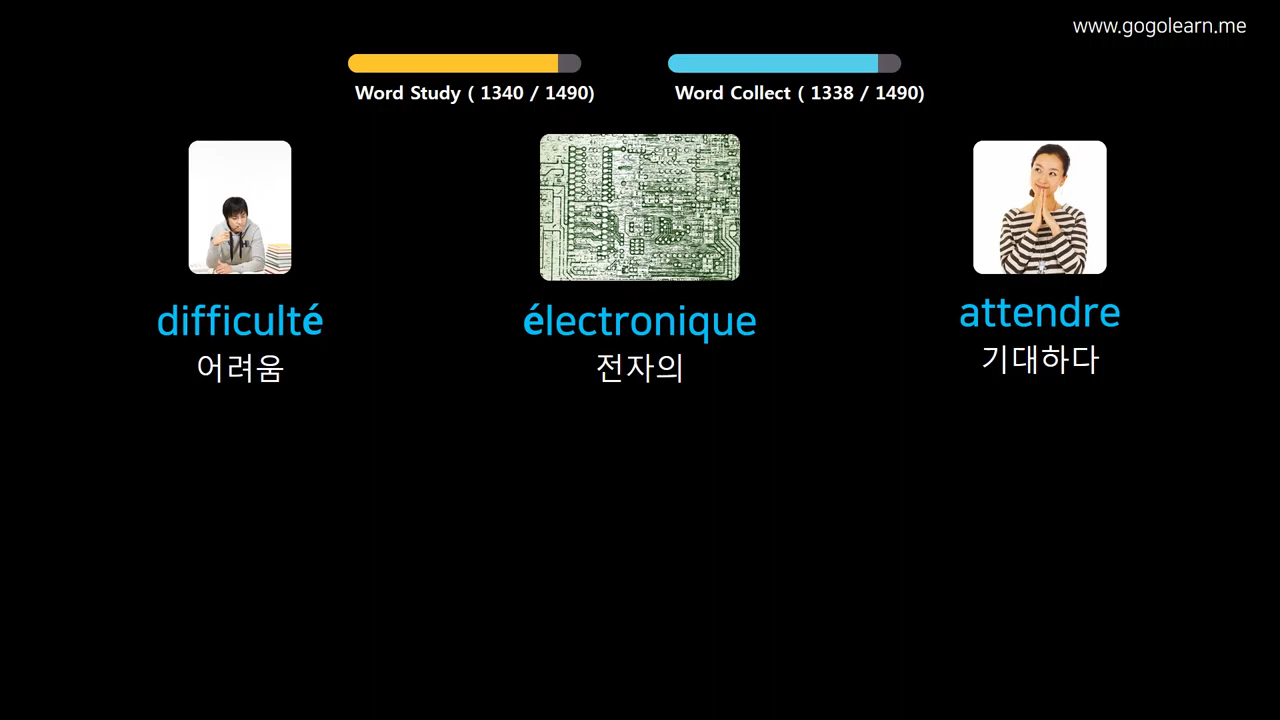 www.gogolearn.me
Word Study ( 1340 / 1490)
Word Collect ( 1338 / 1490)
difficulté
어려움
électronique
전자의
attendre
기대하다